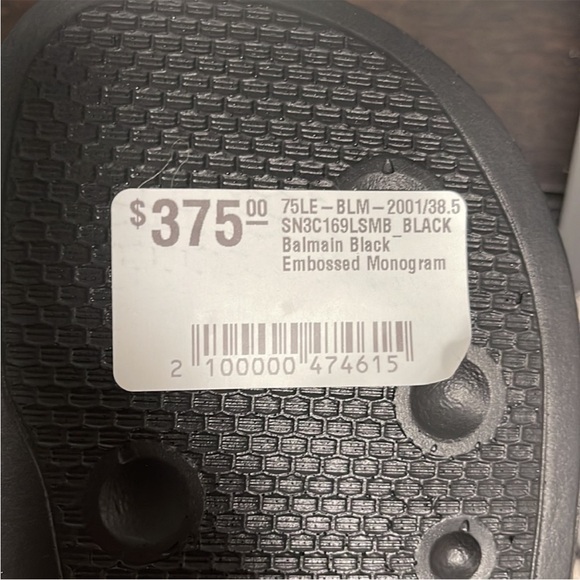 $375.00
75LE-BLM-2001/38.5
SN3C169LSMB_BLACK
Balmain Black
Embossed Monogram
2 100000 474615